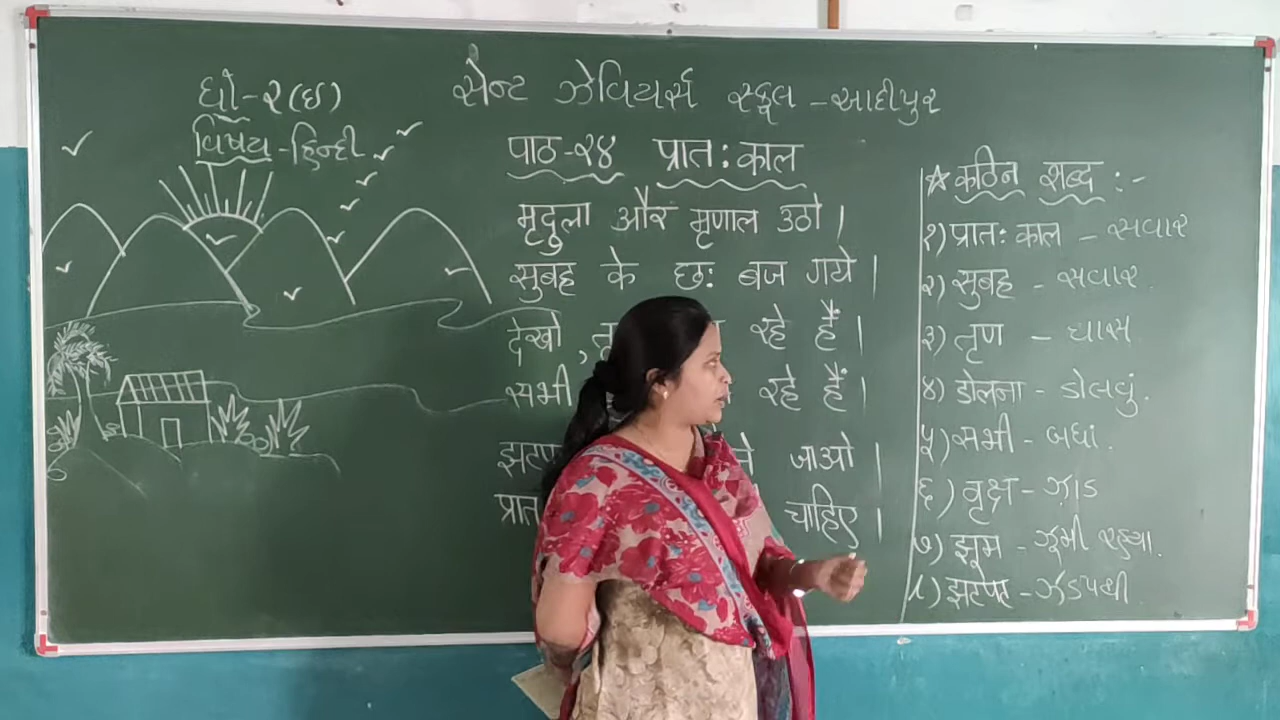 ધો-૨(ઇ)
વિષય-હિન્દી
સેન્ટ ઝેવિયર્સ સ્કૂલ - આદીપુર
पाठ-२४ प्रात: काल
मृदुला और मृणाल उठो ।
सुबह के छः बज गये ।
देखो , रहे हैं ।
सभी रहे हैं ।
जाओ ।
चाहिए ।
☆ कठिन शब्द :-
१) प्रातः काल - સવાર
२) सुबह - સવાર.
३) तृण - ઘાસ
४) डोलना - ડોલવું.
५) सभी - બધાં.
६) वृक्ष - ઝાડ
७) झूम - ઝૂમી રહ્યા.
८) झटपट - ઝડપથી